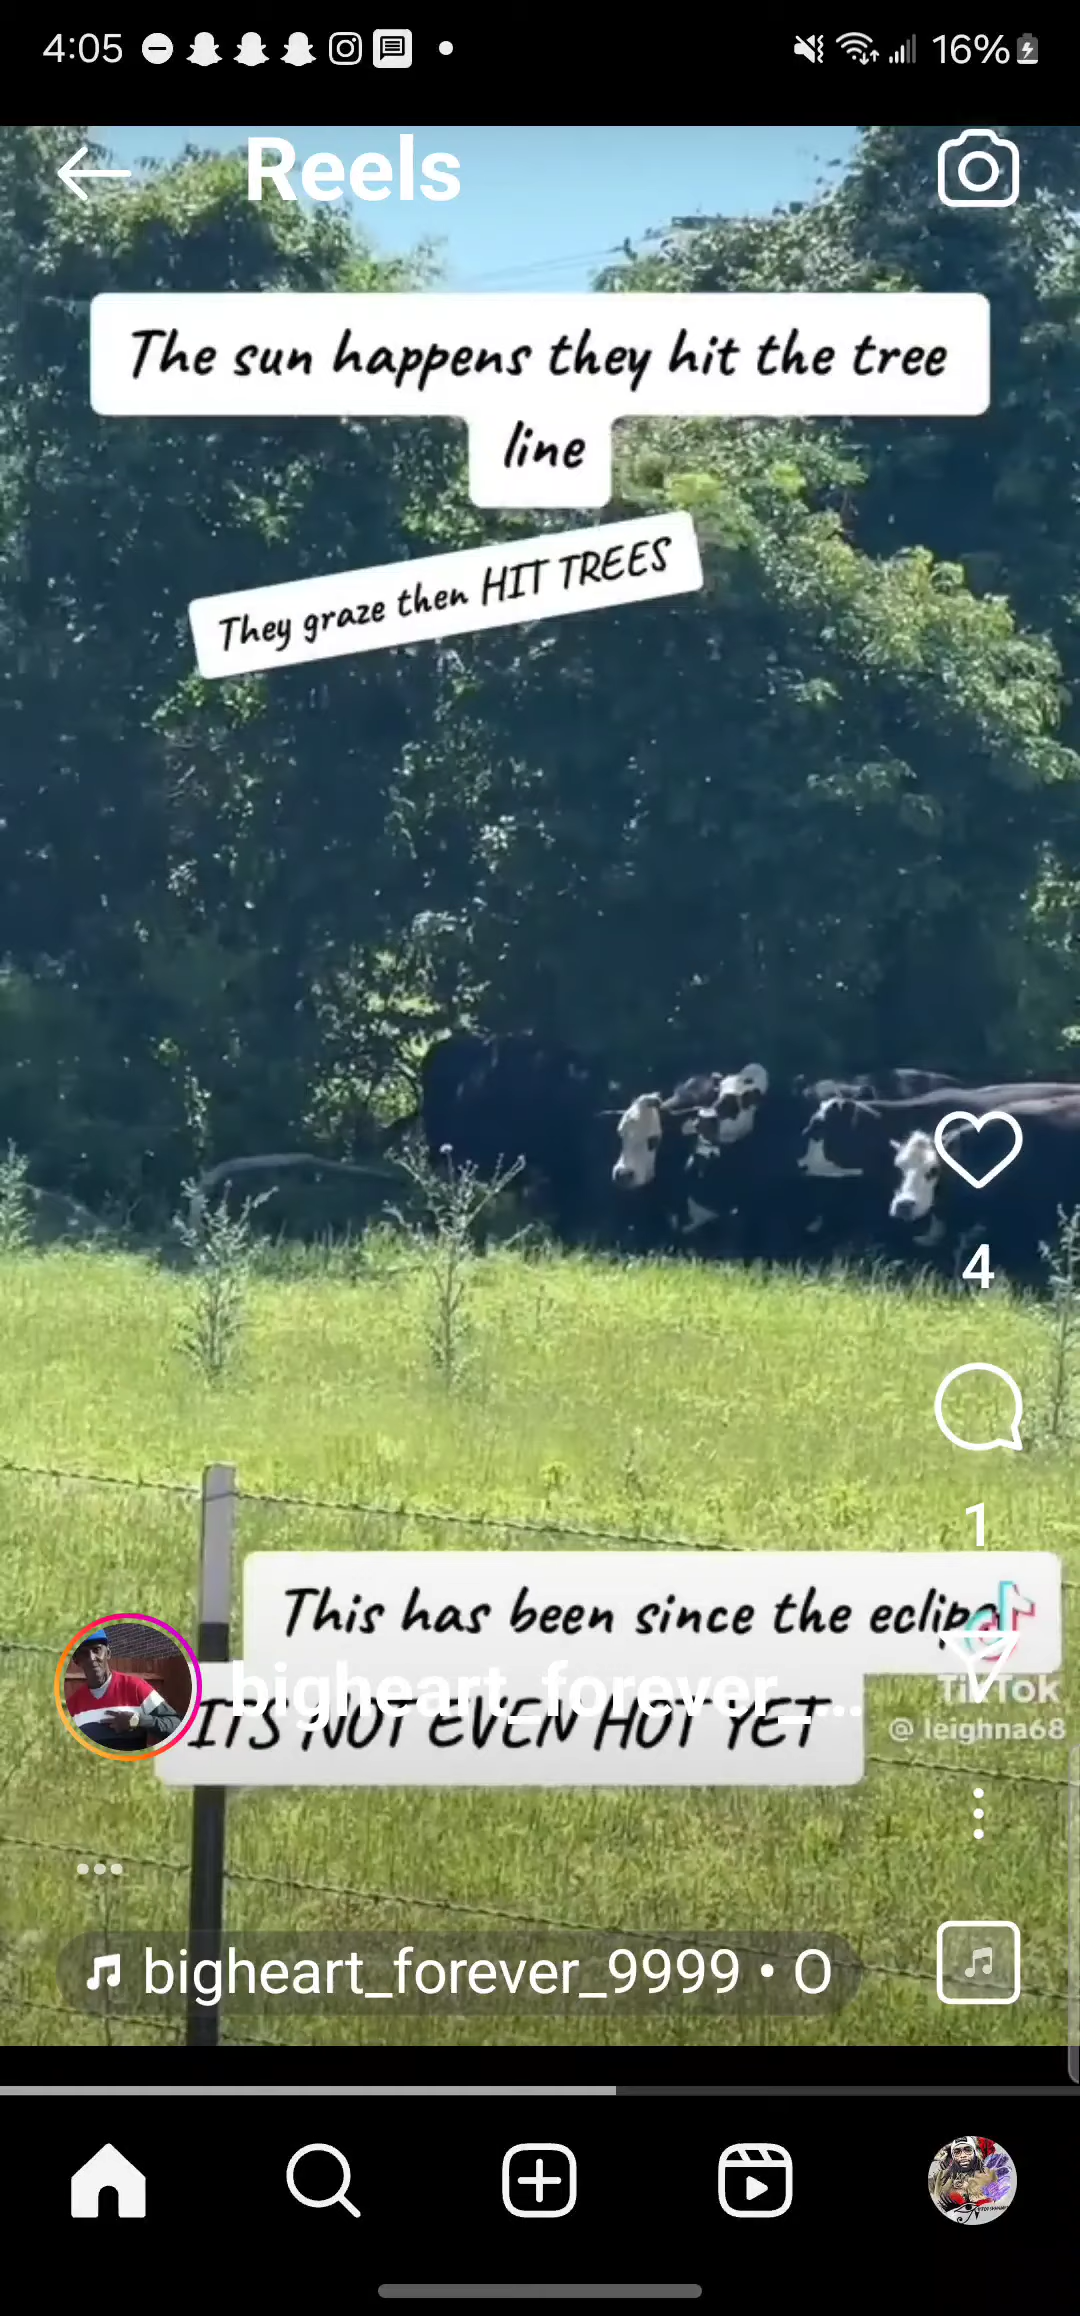 4:05
16%
Reels
The sun happens they hit the tree
line
They graze then HIT TREES
4
1
This has been since the eclipse
bigheart_forever_...
ITS NOT EVEN HOT YET
TikTok
@ leighna68
...
bigheart_forever_9999 • O